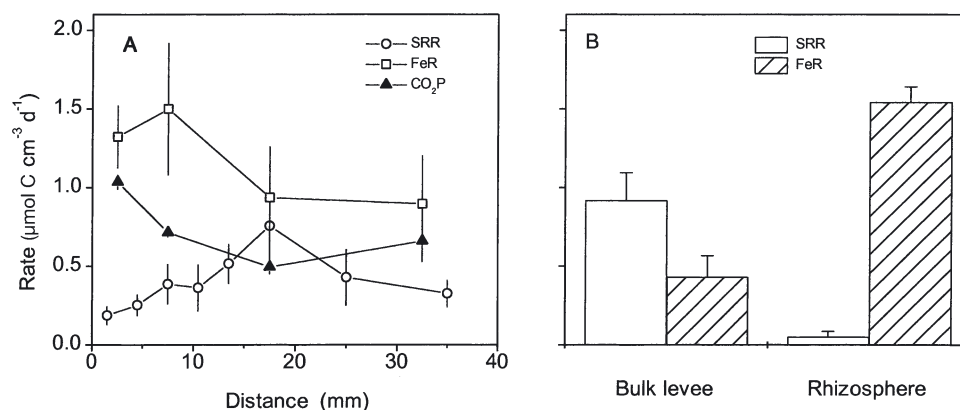 A
SRR
FeR
CO₂P
Rate (µmol C cm⁻³ d⁻¹)
2.0
1.5
1.0
0.5
0.0
0
10
20
30
40
Distance (mm)
B
SRR
FeR
Bulk levee
Rhizosphere